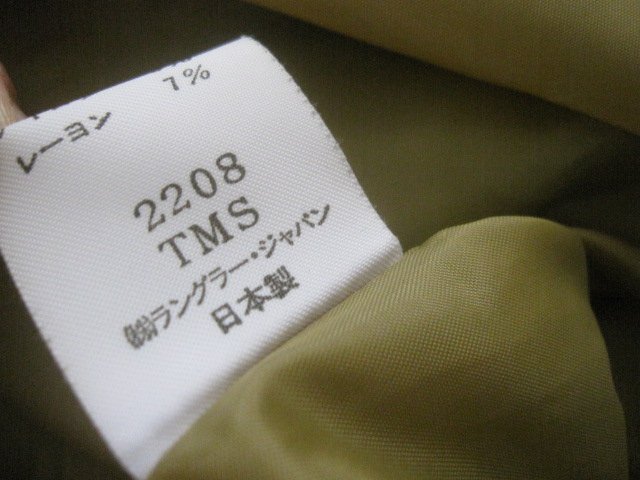 1%
レーヨン
2208
TMS
㈱ラングラー・ジャパン
日本製